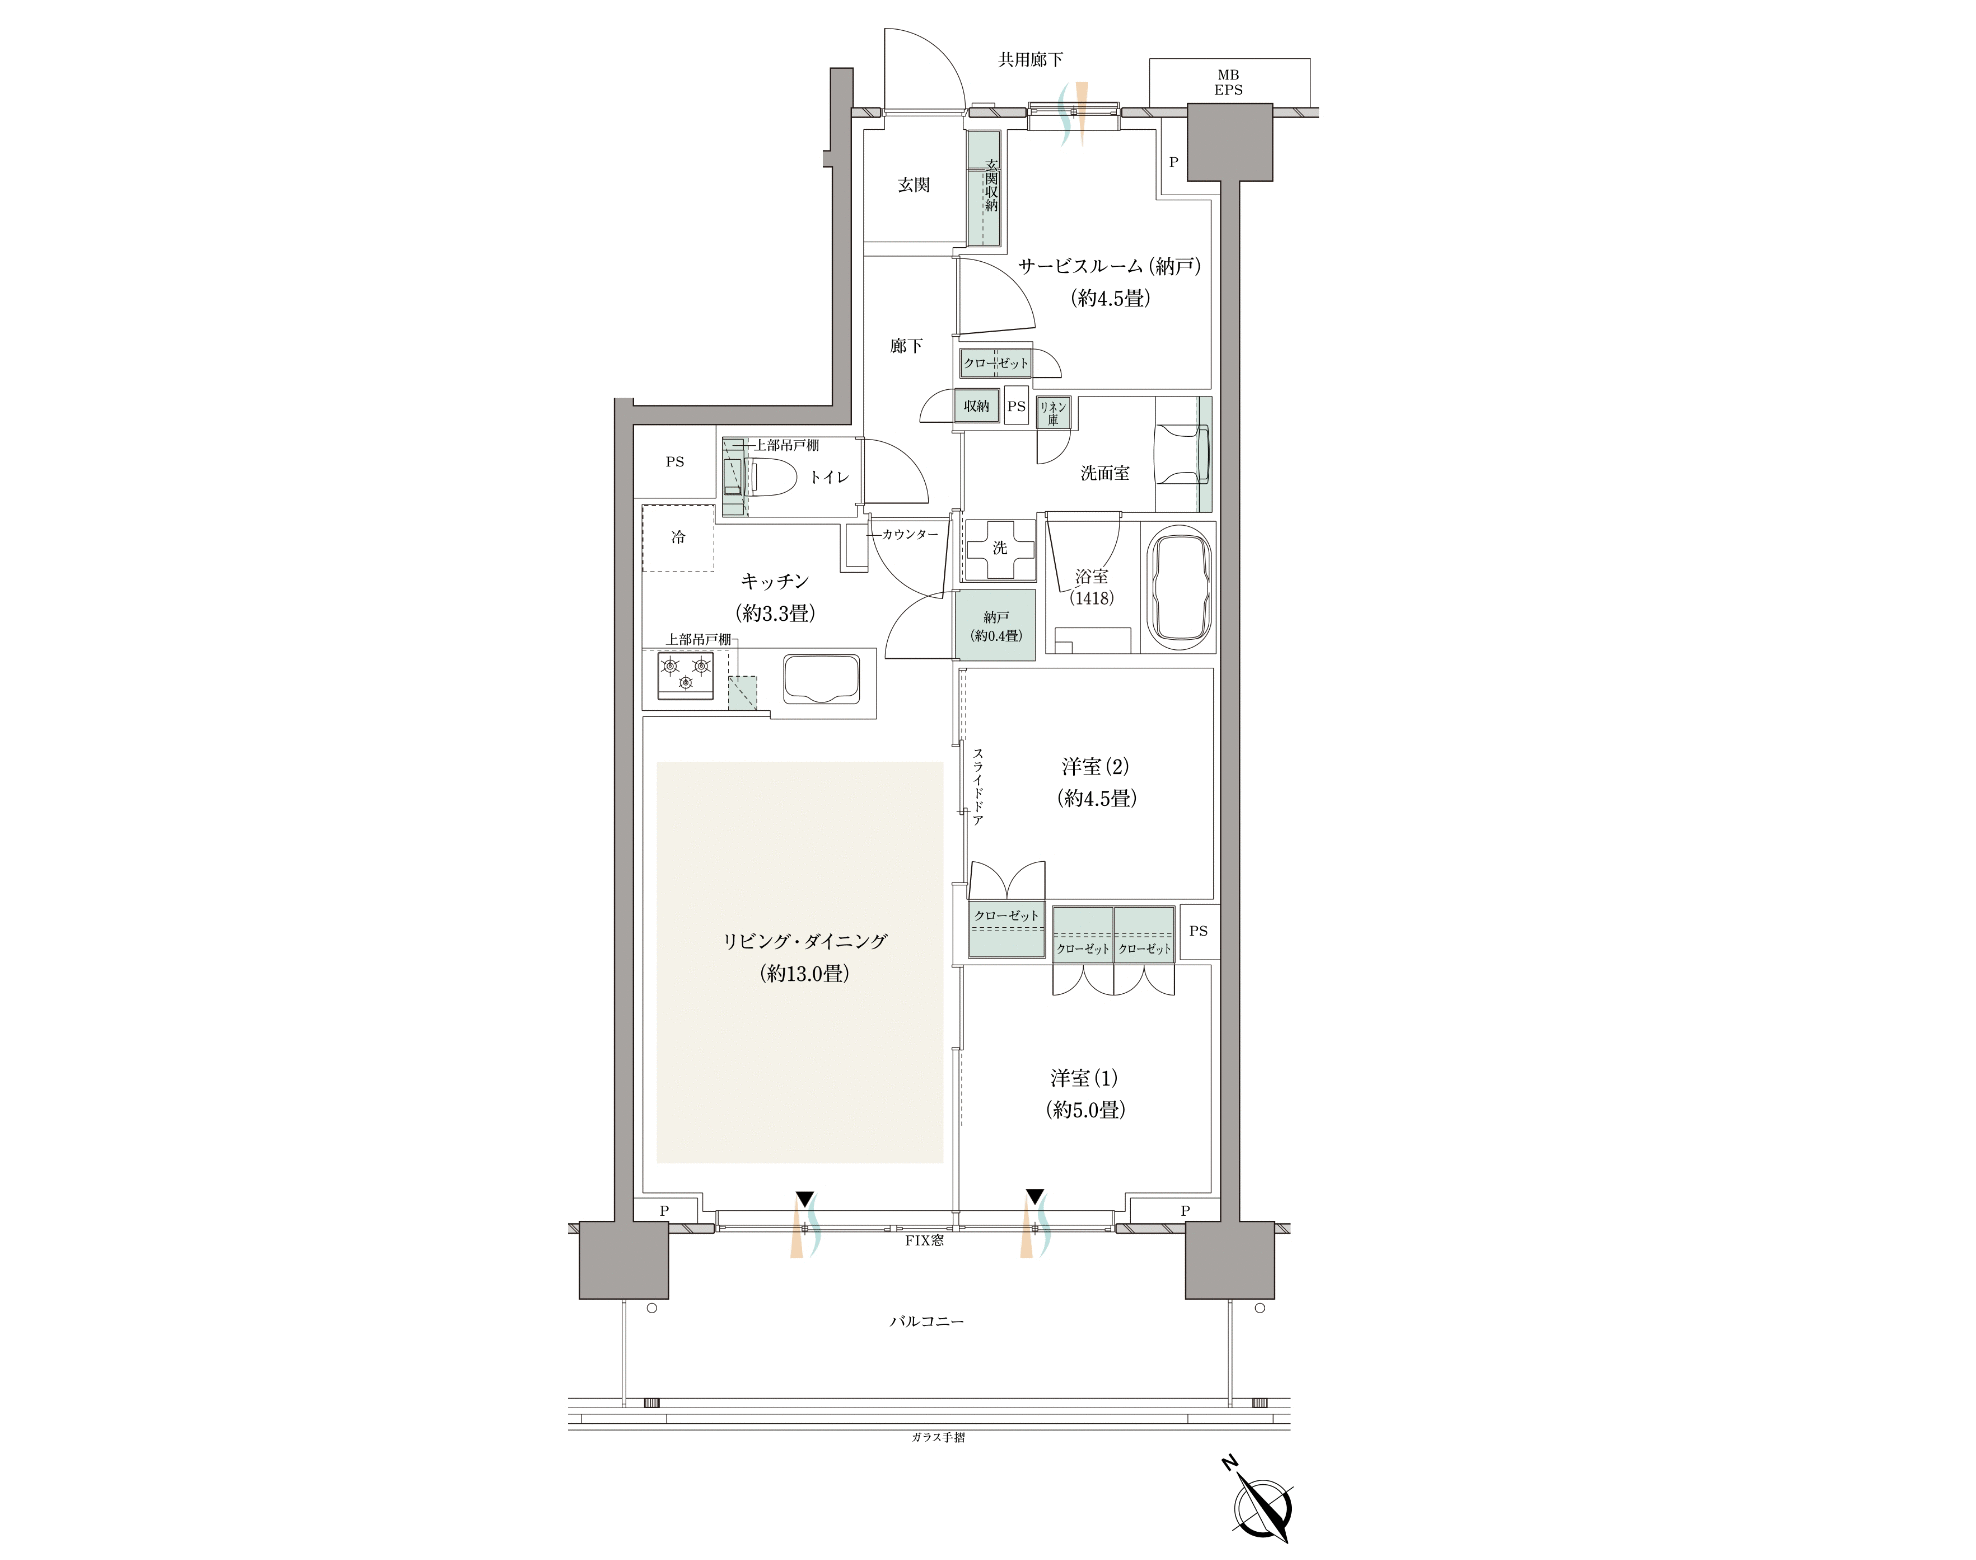 共用廊下
MB
EPS
P
玄関
玄関収納
サービスルーム（納戸）
（約4.5畳）
廊下
クローゼット
収納
PS
リネン
庫
上部吊戸棚
PS
トイレ
洗面室
カウンター
冷
洗
キッチン
（約3.3畳）
浴室
（1418）
納戸
（約0.4畳）
上部吊戸棚
スライドドア
洋室（2）
（約4.5畳）
クローゼット
クローゼット
クローゼット
PS
リビング・ダイニング
（約13.0畳）
洋室（1）
（約5.0畳）
P
P
FIX窓
バルコニー
ガラス手摺
N